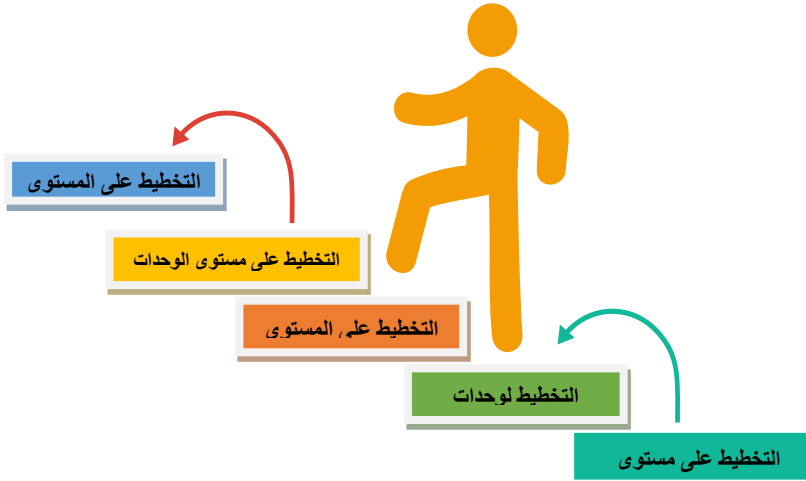 التخطيط على المستوى
التخطيط على مستوى الوحدات
التخطيط على المستوى
التخطيط لوحدات
التخطيط على مستوى